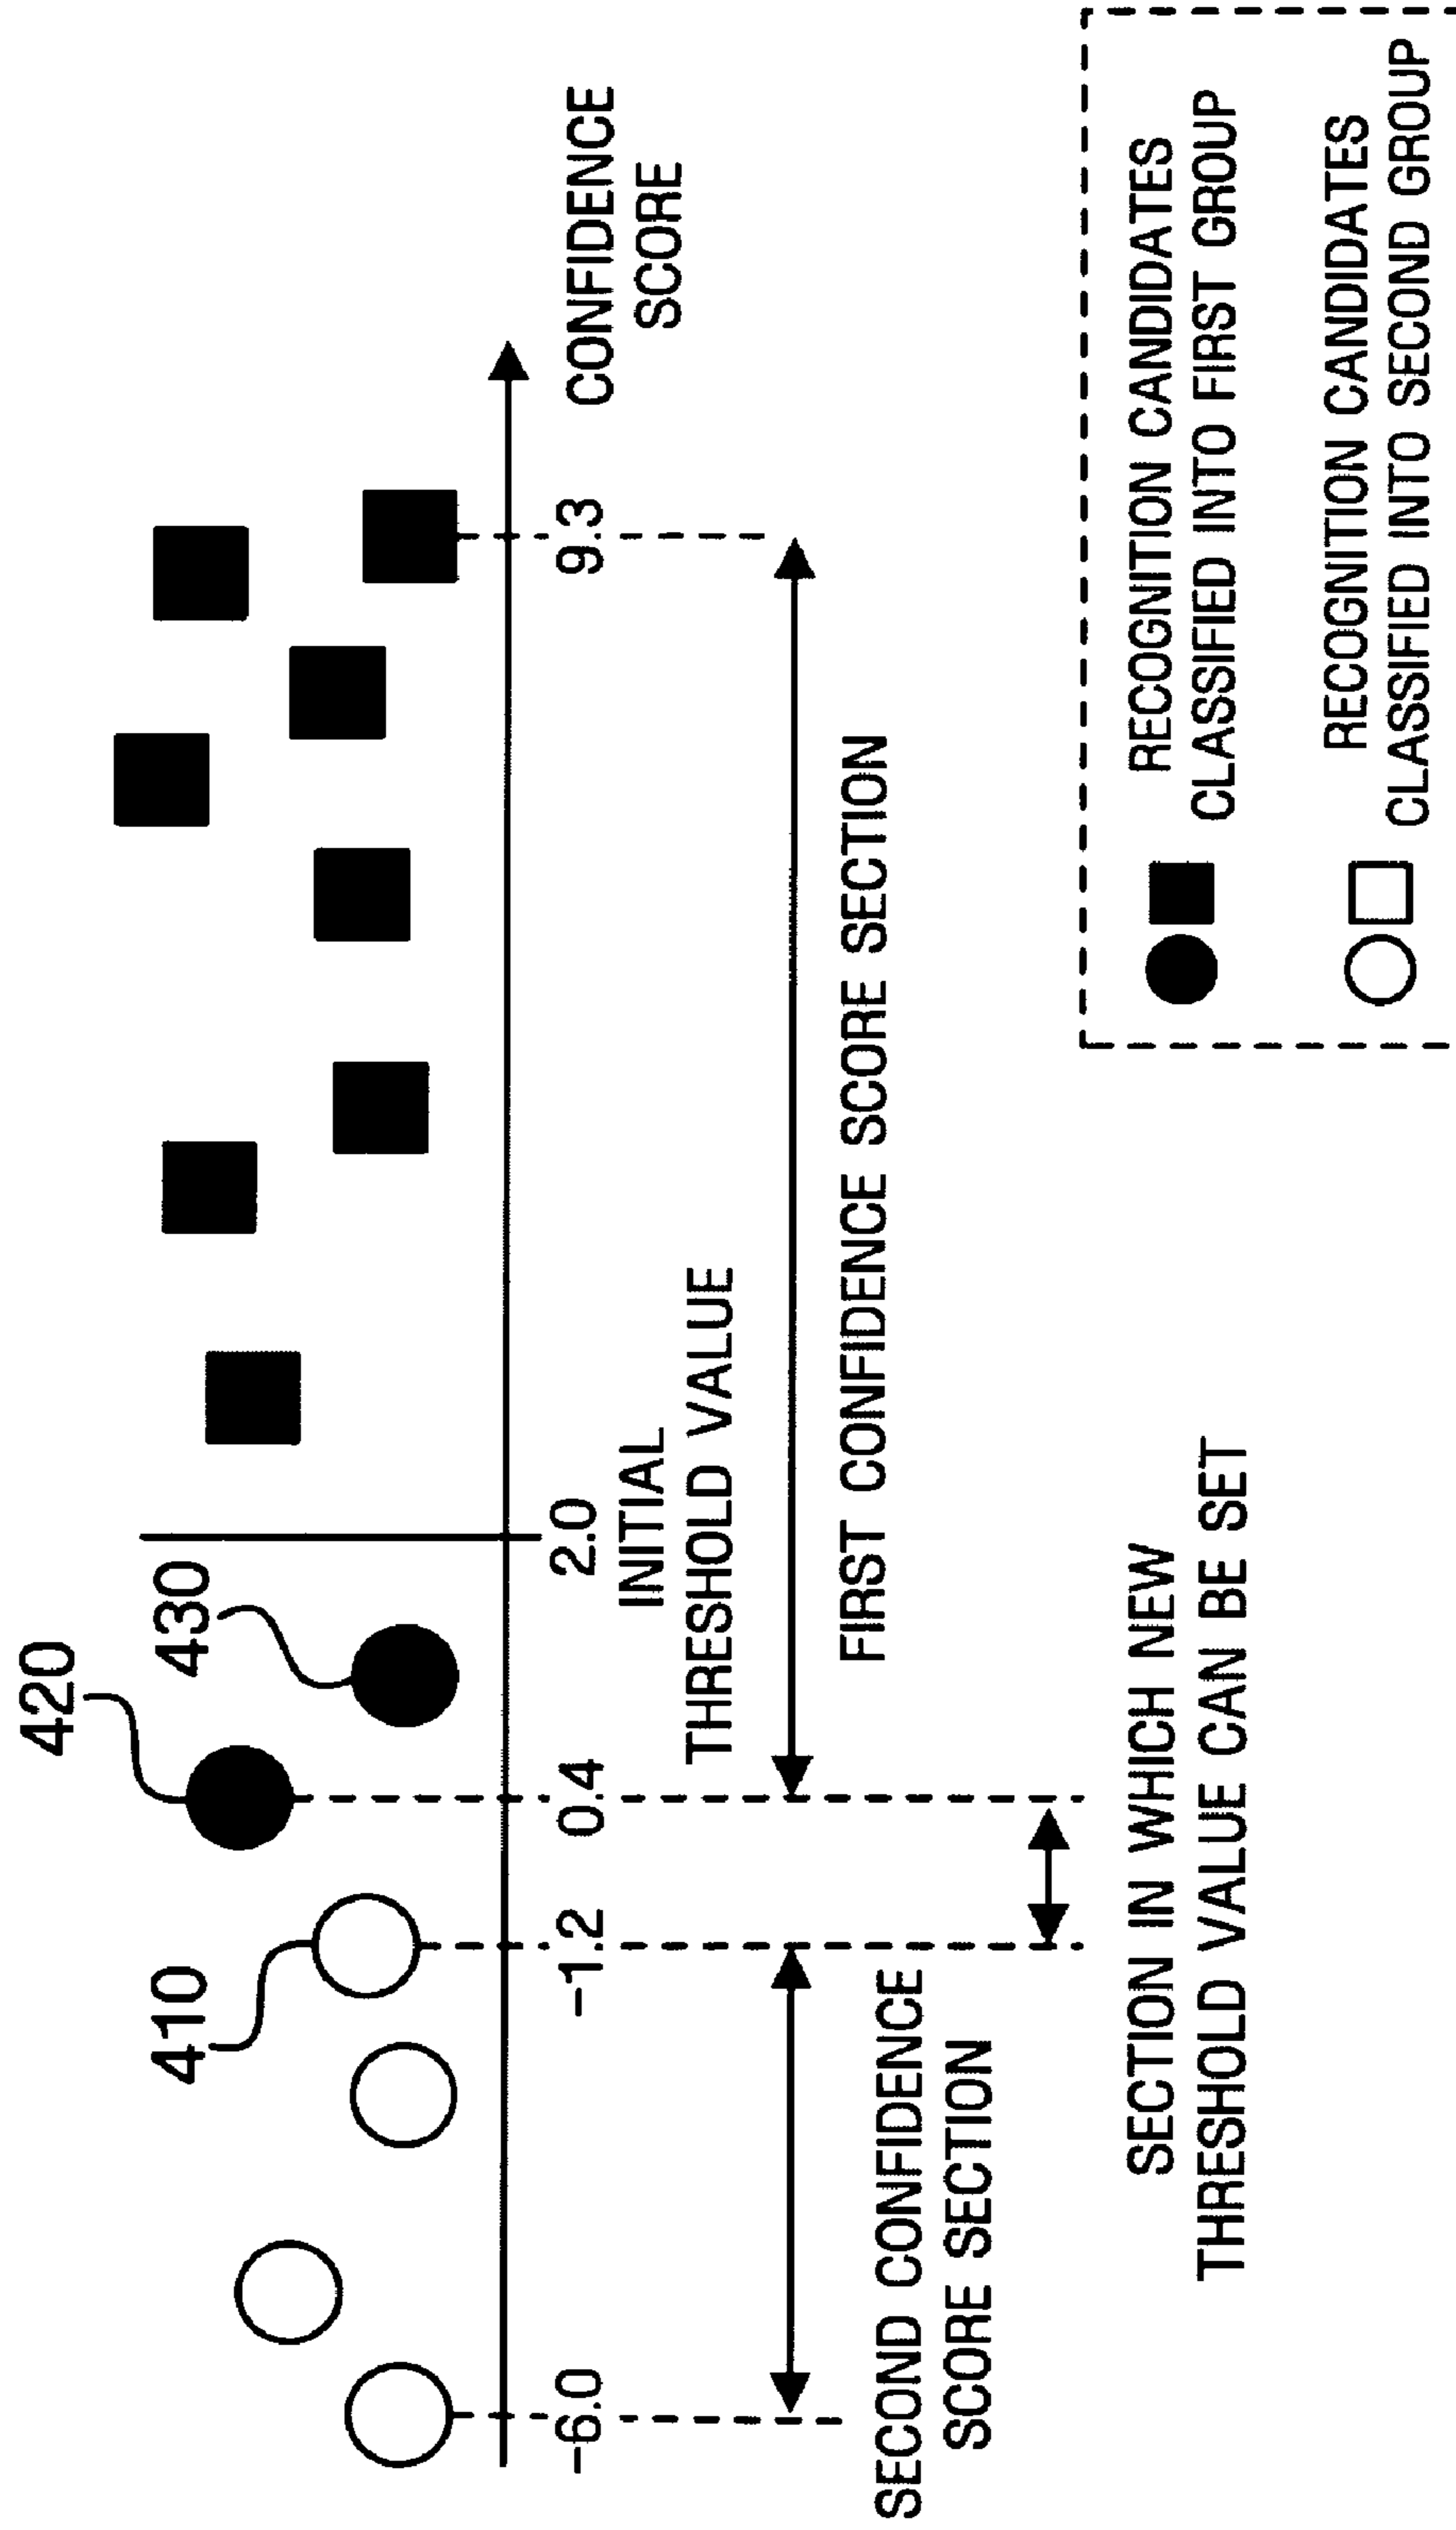 420
430
410
CONFIDENCE
SCORE
-6.0
-1.2
0.4
2.0
9.3
INITIAL
THRESHOLD VALUE
FIRST CONFIDENCE SCORE SECTION
SECOND CONFIDENCE
SCORE SECTION
SECTION IN WHICH NEW
THRESHOLD VALUE CAN BE SET
RECOGNITION CANDIDATES
CLASSIFIED INTO FIRST GROUP
RECOGNITION CANDIDATES
CLASSIFIED INTO SECOND GROUP